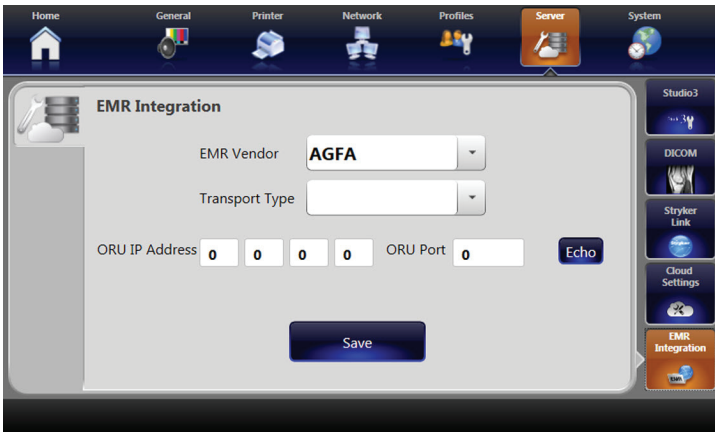 Home General Printer Network Profiles Server System
EMR Integration
EMR Vendor AGFA
Transport Type
ORU IP Address 0 0 0 0 ORU Port 0 Echo
Save
Studio3
DICOM
Stryker
Link
Cloud
Settings
EMR
Integration
EMR